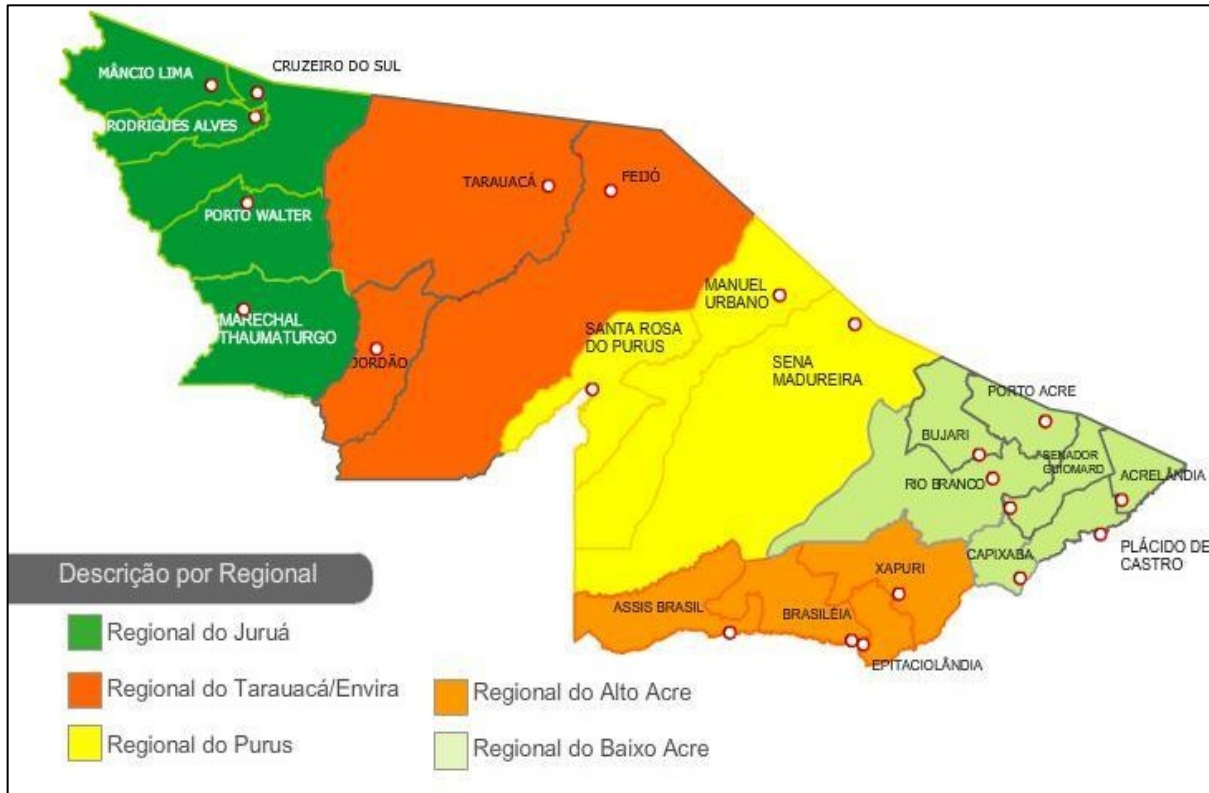 CRUZEIRO DO SUL
MÂNCIO LIMA
RODRIGUES ALVES
TARAUACÁ
FEIJÓ
PORTO WALTER
MANUEL
URBANO
MARECHAL
THAUMATURGO
SANTA ROSA
DO PURUS
JORDÃO
SENA
MADUREIRA
PORTO ACRE
BUJARI
SENADOR
GUIOMARD
ACRELÂNDIA
RIO BRANCO
PLÁCIDO DE
CASTRO
CAPIXABA
XAPURI
ASSIS BRASIL
BRASILÉIA
EPITACIOLÂNDIA
Descrição por Regional
Regional do Juruá
Regional do Tarauacá/Envira
Regional do Purus
Regional do Alto Acre
Regional do Baixo Acre